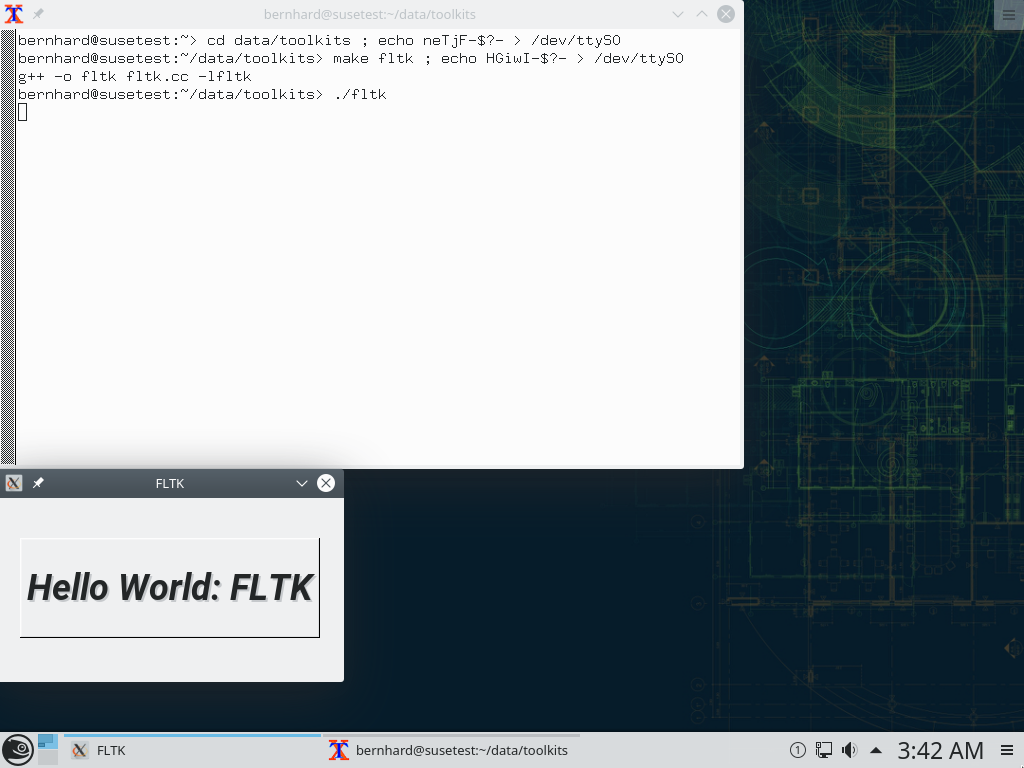 bernhard@susetest:~/data/toolkits
bernhard@susetest:~> cd data/toolkits ; echo neTjF-$?- > /dev/ttyS0
bernhard@susetest:~/data/toolkits> make fltk ; echo HGiwI-$?- > /dev/ttyS0
g++ -o fltk fltk.cc -lfltk
bernhard@susetest:~/data/toolkits> ./fltk
FLTK
Hello World: FLTK
FLTK
bernhard@susetest:~/data/toolkits
1
3:42 AM